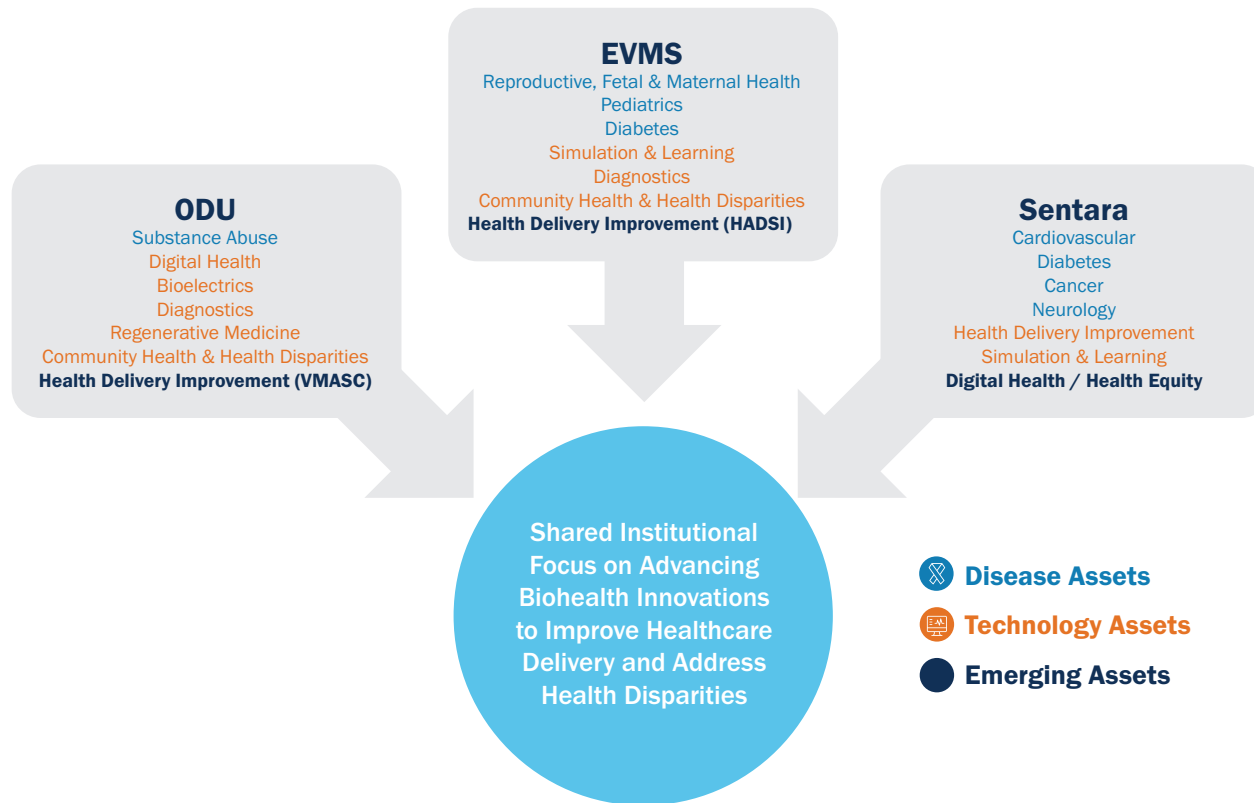 EVMS
Reproductive, Fetal & Maternal Health
Pediatrics
Diabetes
Simulation & Learning
Diagnostics
Community Health & Health Disparities
Health Delivery Improvement (HADSI)
ODU
Substance Abuse
Digital Health
Bioelectrics
Diagnostics
Regenerative Medicine
Community Health & Health Disparities
Health Delivery Improvement (VMASC)
Sentara
Cardiovascular
Diabetes
Cancer
Neurology
Health Delivery Improvement
Simulation & Learning
Digital Health / Health Equity
Shared Institutional
Focus on Advancing
Biohealth Innovations
to Improve Healthcare
Delivery and Address
Health Disparities
Disease Assets
Technology Assets
Emerging Assets